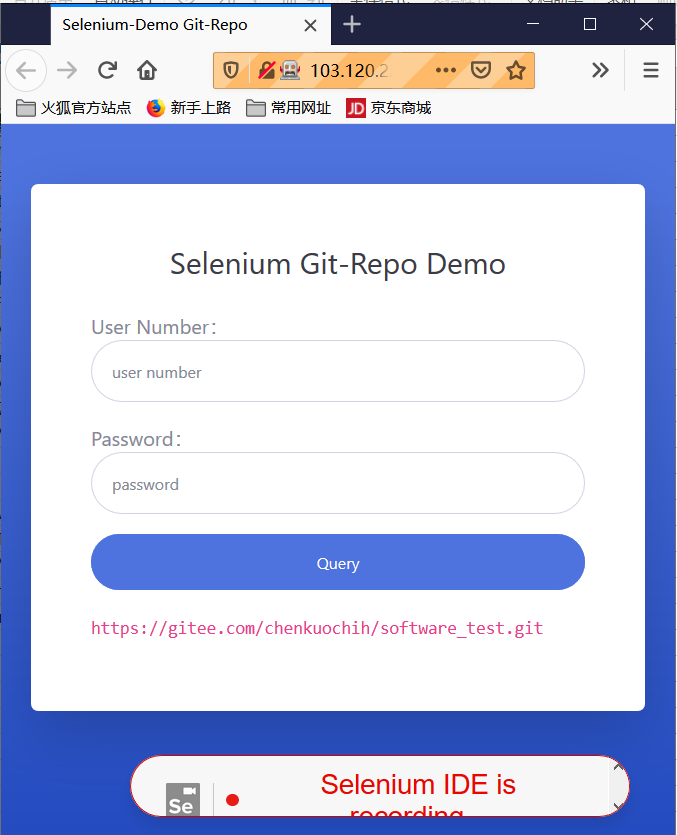 Selenium-Demo Git-Repo
103.120.2
火狐官方站点 新手上路 常用网址 JD 京东商城
Selenium Git-Repo Demo
User Number：
user number
Password：
password
Query
https://gitee.com/chenkuochih/software_test.git
Se
Selenium IDE is
recording